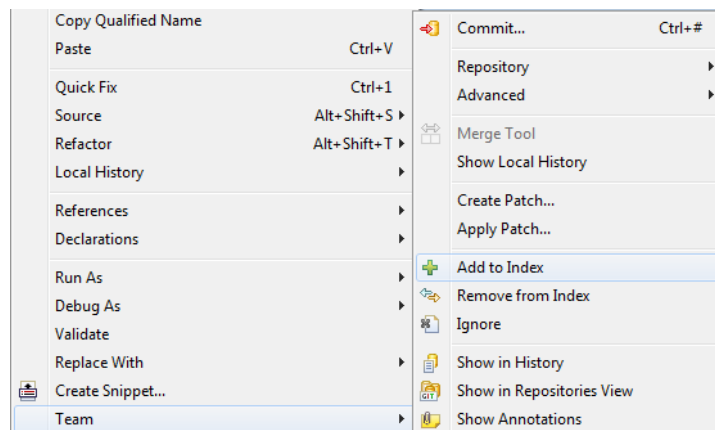 Copy Qualified Name
Paste Ctrl+V
Quick Fix Ctrl+1
Source Alt+Shift+S
Refactor Alt+Shift+T
Local History
References
Declarations
Run As
Debug As
Validate
Replace With
Create Snippet...
Team
Commit... Ctrl+#
Repository
Advanced
Merge Tool
Show Local History
Create Patch...
Apply Patch...
Add to Index
Remove from Index
Ignore
Show in History
GIT Show in Repositories View
Show Annotations